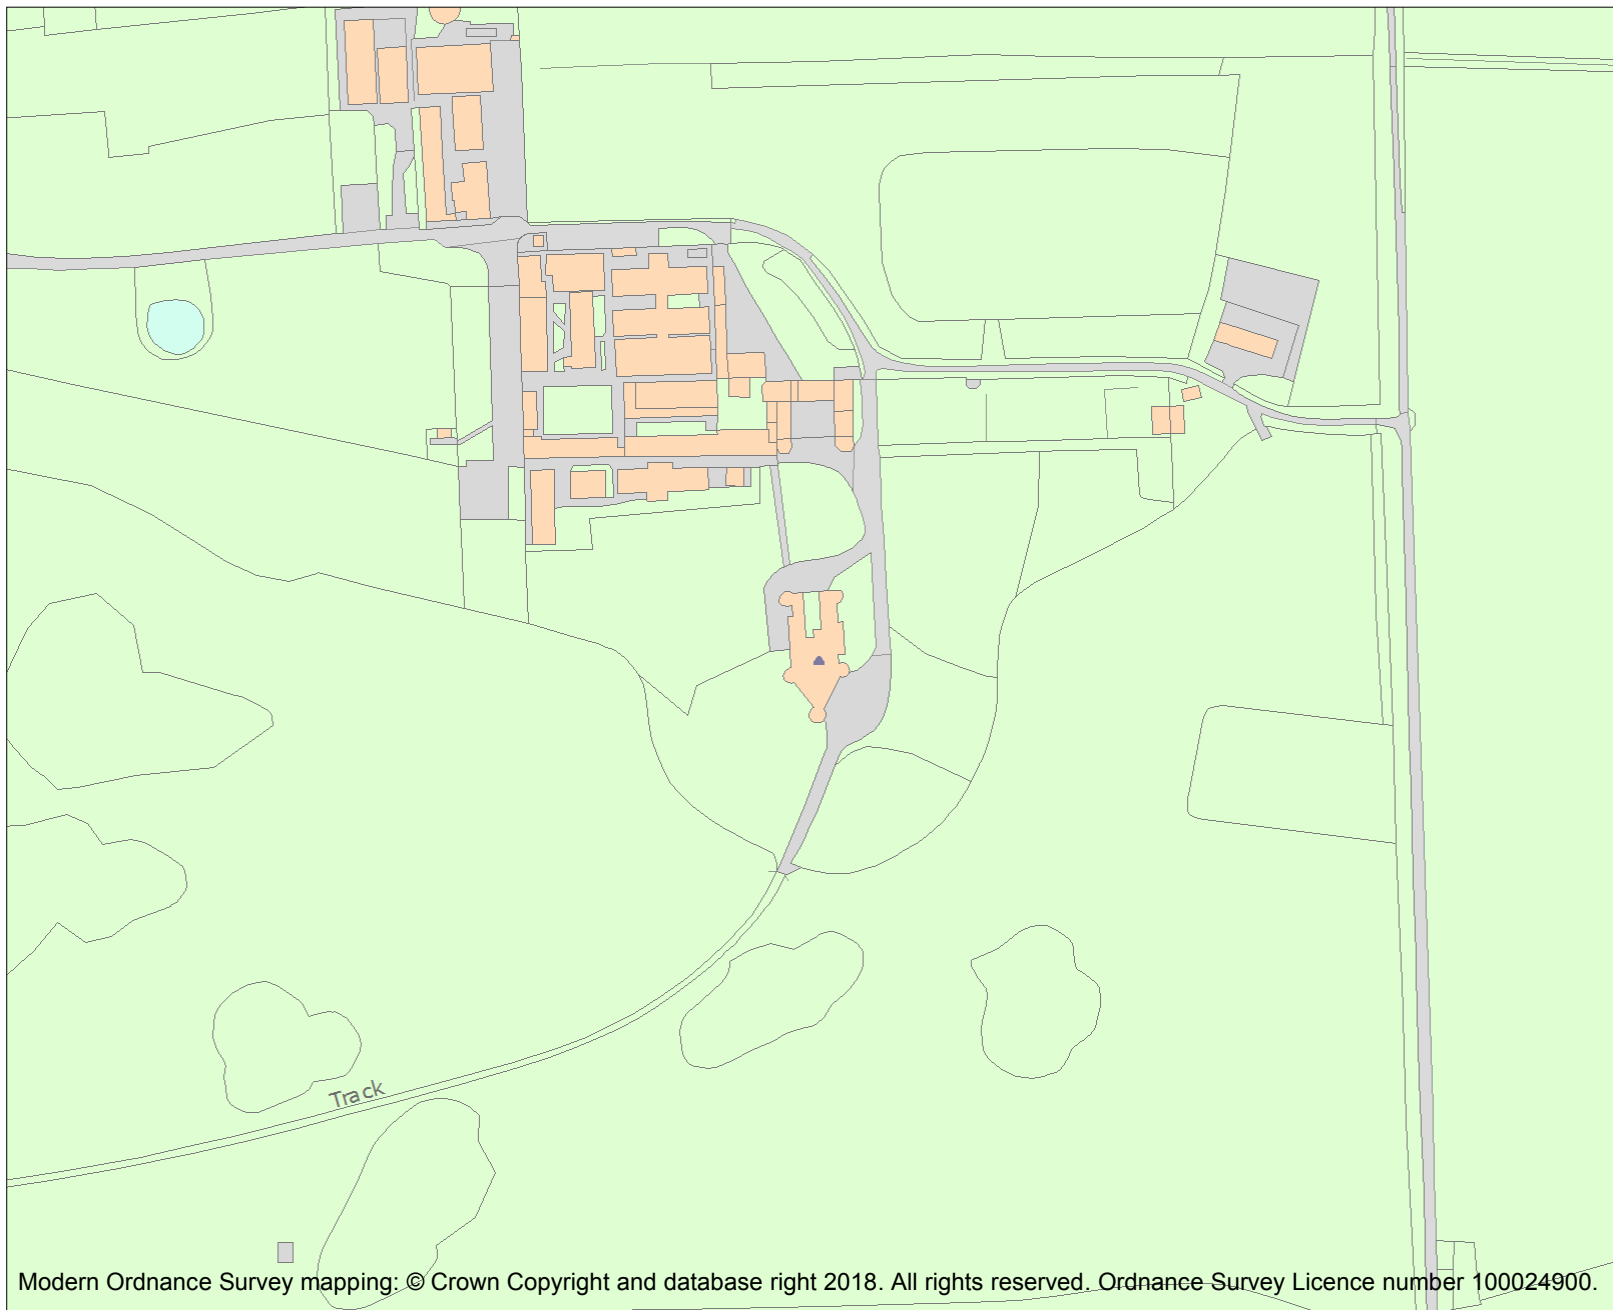 Track
Modern Ordnance Survey mapping: © Crown Copyright and database right 2018. All rights reserved. Ordnance Survey Licence number 100024900.